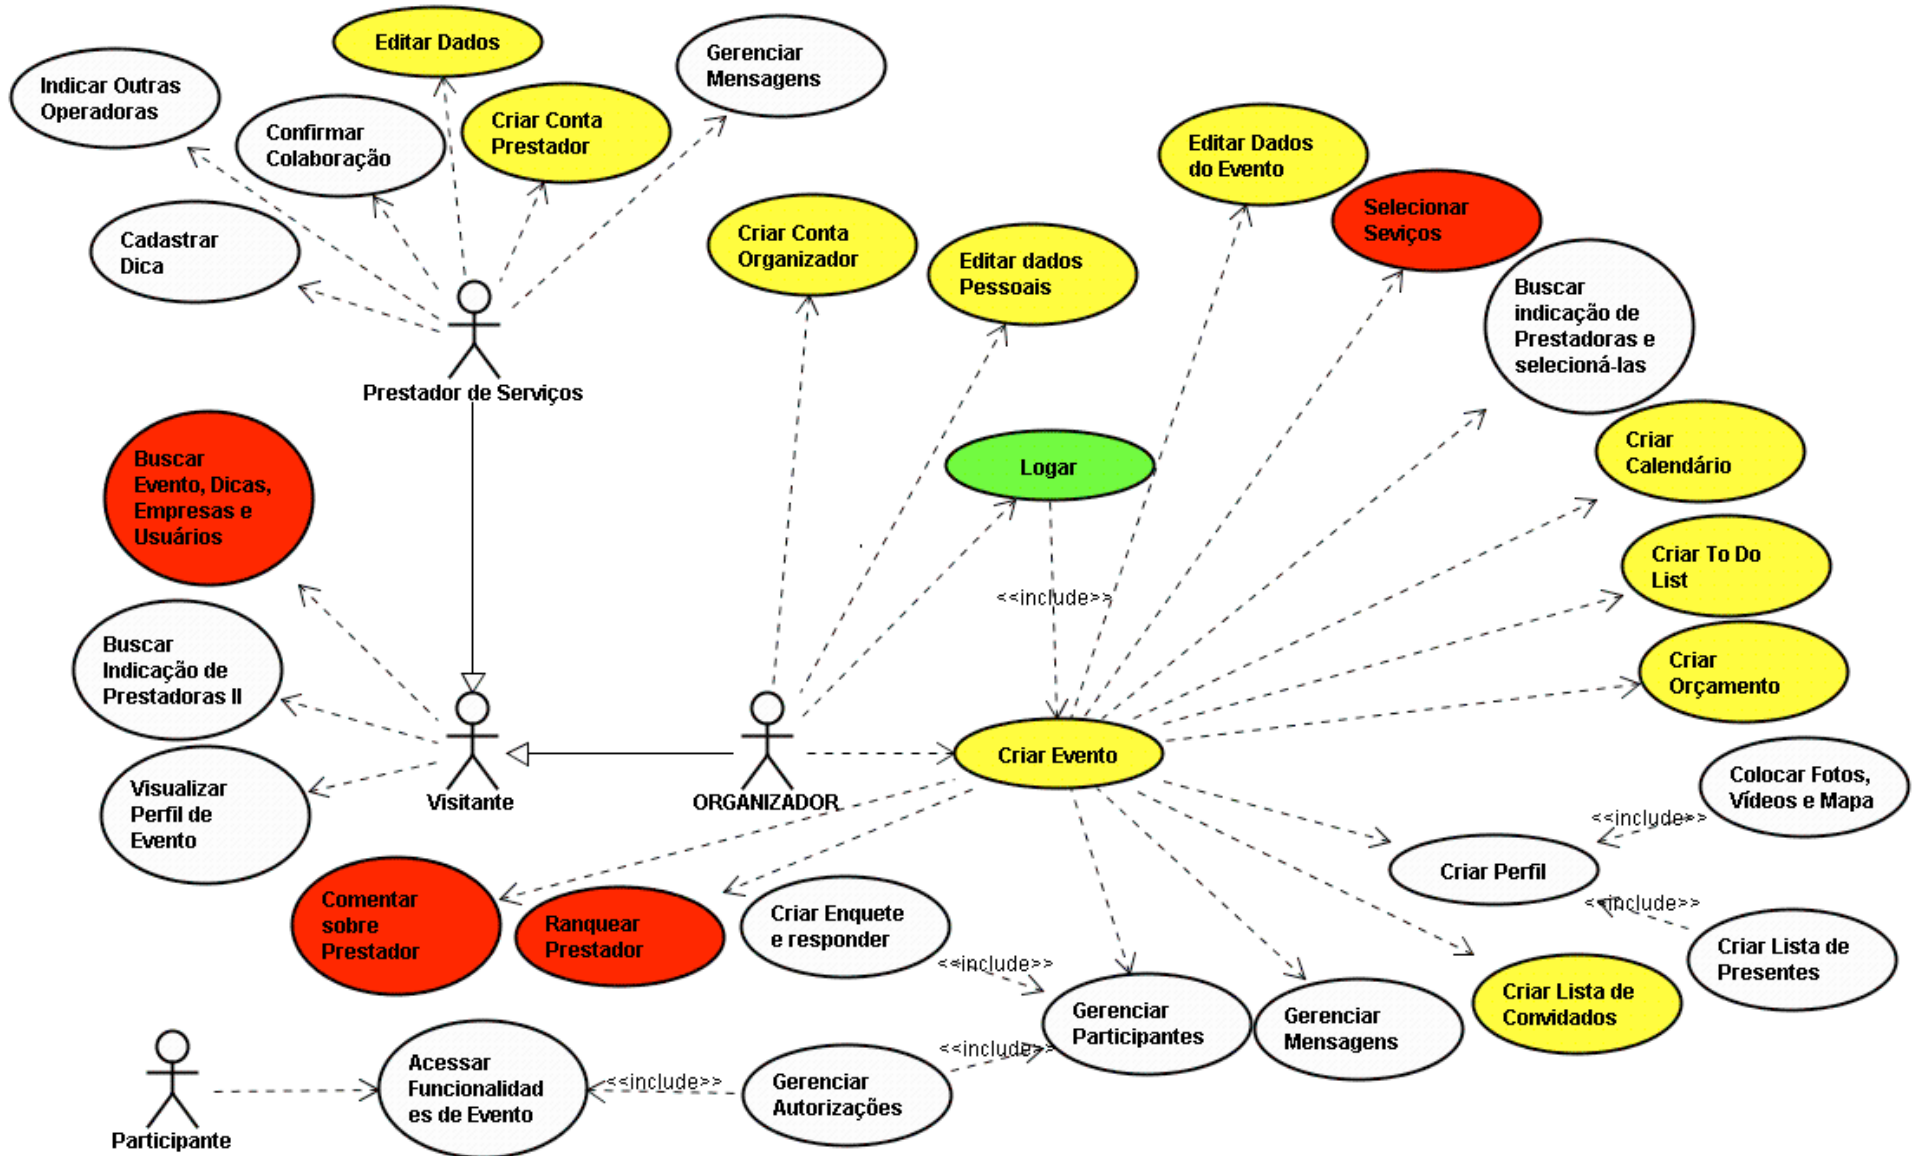 Editar Dados
Gerenciar
Mensagens
Indicar Outras
Operadoras
Confirmar
Colaboração
Criar Conta
Prestador
Cadastrar
Dica
Editar Dados
do Evento
Selecionar
Seviços
Criar Conta
Organizador
Editar dados
Pessoais
Buscar
indicação de
Prestadoras e
selecioná-las
Prestador de Serviços
Buscar
Evento, Dicas,
Empresas e
Usuários
Logar
Criar
Calendário
Criar To Do
List
<<include>>
Buscar
Indicação de
Prestadoras II
Criar
Orçamento
Criar Evento
Visualizar
Perfil de
Evento
Visitante
ORGANIZADOR
Colocar Fotos,
Vídeos e Mapa
<<include>>
Criar Perfil
<<include>>
Comentar
sobre
Prestador
Ranquear
Prestador
Criar Enquete
e responder
Criar Lista de
Presentes
<<include>>
Criar Lista de
Convidados
Gerenciar
Participantes
Gerenciar
Mensagens
<<include>>
Acessar
Funcionalidad
es de Evento
<<include>>
Gerenciar
Autorizações
Participante